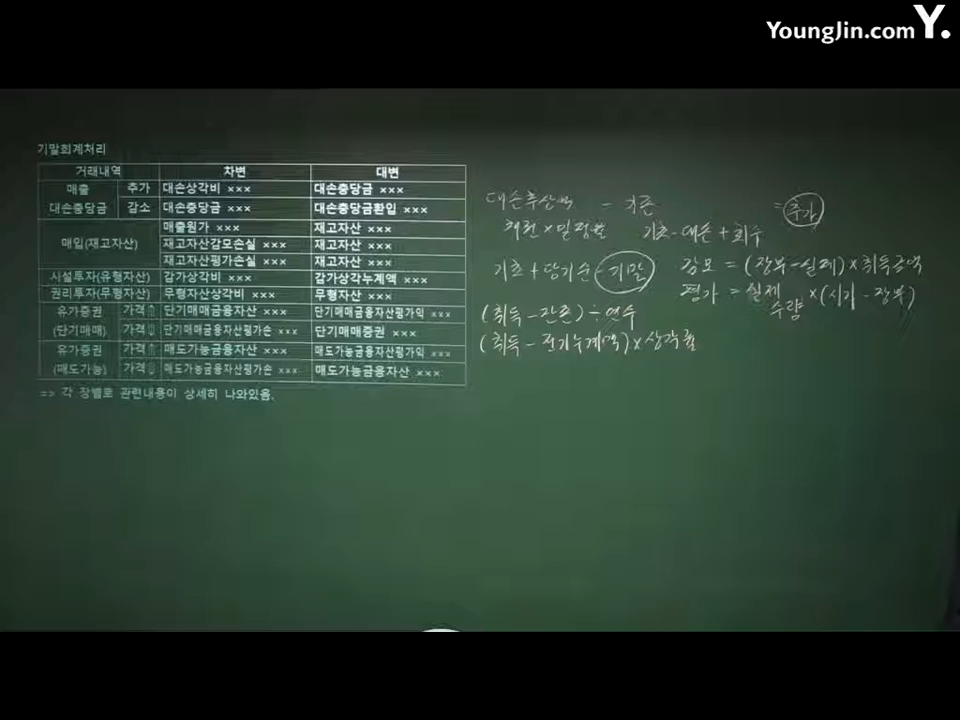 YoungJin.com Y.
기말회계처리
거래내역 차변 대변
매출 대손충당금 추가 대손상각비 ××× 대손충당금 ×××
감소 대손충당금 ××× 대손충당금환입 ×××
매입(재고자산) 매출원가 ××× 재고자산 ×××
재고자산감모손실 ××× 재고자산 ×××
재고자산평가손실 ××× 재고자산 ×××
시설투자(유형자산) 감가상각비 ××× 감가상각누계액 ×××
권리투자(무형자산) 무형자산상각비 ××× 무형자산 ×××
유가증권 (단기매매) 가격↑ 단기매매금융자산 ××× 단기매매금융자산평가익 ×××
가격↓ 단기매매금융자산평가손 ××× 단기매매증권 ×××
유가증권 (매도가능) 가격↑ 매도가능금융자산 ××× 매도가능금융자산평가익 ×××
가격↓ 매도가능금융자산평가손 ××× 매도가능금융자산 ×××
=> 각 장별로 관련내용이 상세히 나와있음.
대손추산액 - 기존 = 추가
채권×일정율 기초-대손+회수
기초+당기순-기말 감모=(장부-실제)×취득금액
평가=실제수량×(시가-장부)
(취득-잔존)÷연수
(취득-전기누계액)×상각율